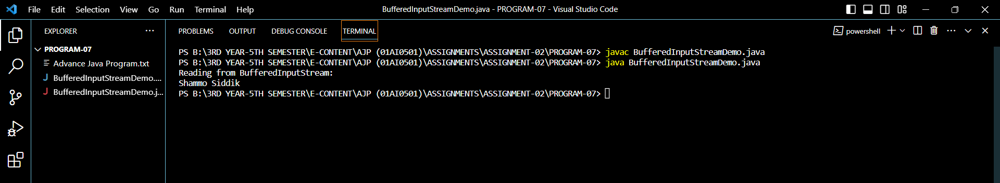 File Edit Selection View Go Run Terminal Help BufferedInputStreamDemo.java - PROGRAM-07 - Visual Studio Code
EXPLORER ...
PROGRAM-07
Advance Java Program.txt
J BufferedInputStreamDemo....
J BufferedInputStreamDemo.j...
PROBLEMS OUTPUT DEBUG CONSOLE TERMINAL powershell
PS B:\3RD YEAR-5TH SEMESTER\E-CONTENT\AJP (01AI0501)\ASSIGNMENTS\ASSIGNMENT-02\PROGRAM-07> javac BufferedInputStreamDemo.java
PS B:\3RD YEAR-5TH SEMESTER\E-CONTENT\AJP (01AI0501)\ASSIGNMENTS\ASSIGNMENT-02\PROGRAM-07> java BufferedInputStreamDemo.java
Reading from BufferedInputStream:
Shammo Siddik
PS B:\3RD YEAR-5TH SEMESTER\E-CONTENT\AJP (01AI0501)\ASSIGNMENTS\ASSIGNMENT-02\PROGRAM-07>